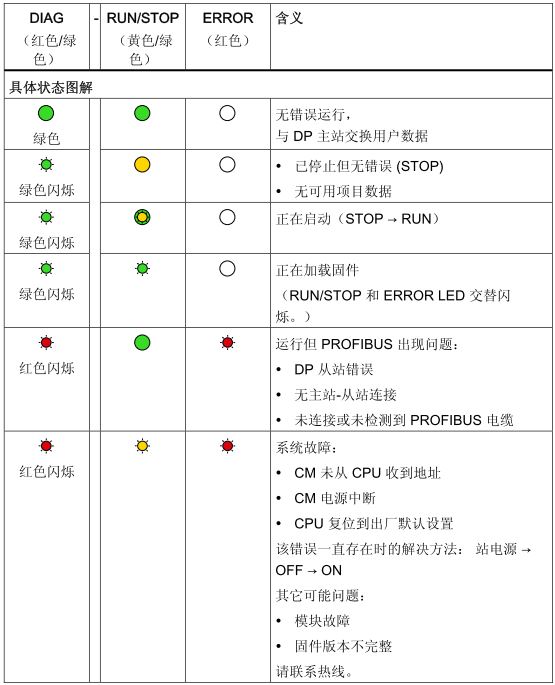 DIAG - RUN/STOP ERROR 含义
（红色/绿 （黄色/绿 （红色）
色） 色）
具体状态图解
无错误运行，
绿色 与 DP 主站交换用户数据
• 已停止但无错误 (STOP)
绿色闪烁 • 无可用项目数据
正在启动（STOP → RUN）
绿色闪烁
正在加载固件
绿色闪烁 （RUN/STOP 和 ERROR LED 交替闪
烁。）
运行但 PROFIBUS 出现问题：
红色闪烁 • DP 从站错误
• 无主站-从站连接
• 未连接或未检测到 PROFIBUS 电缆
系统故障：
红色闪烁 • CM 未从 CPU 收到地址
• CM 电源中断
• CPU 复位到出厂默认设置
该错误一直存在时的解决方法： 站电源 →
OFF → ON
其它可能问题：
• 模块故障
• 固件版本不完整
请联系热线。